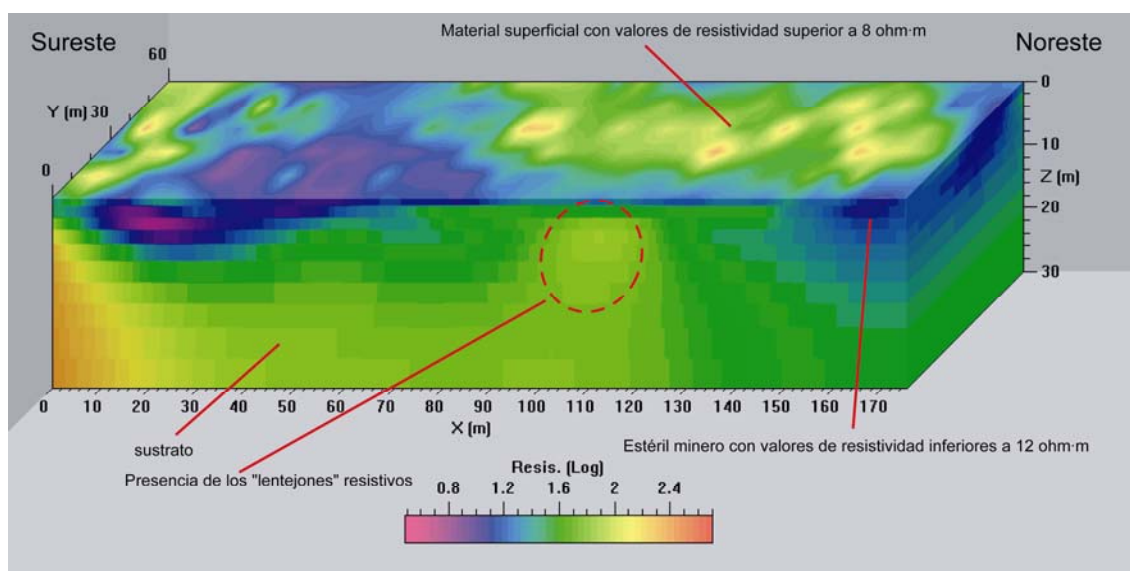 Sureste
Material superficial con valores de resistividad superior a 8 ohm·m
Noreste
60
Y (m) 30
0
0
10
Z (m)
20
30
0 10 20 30 40 50 60 70 80 90 100 110 120 130 140 150 160 170
X (m)
sustrato
Estéril minero con valores de resistividad inferiores a 12 ohm·m
Presencia de los "lentejones" resistivos
Resis. (Log)
0.8 1.2 1.6 2 2.4